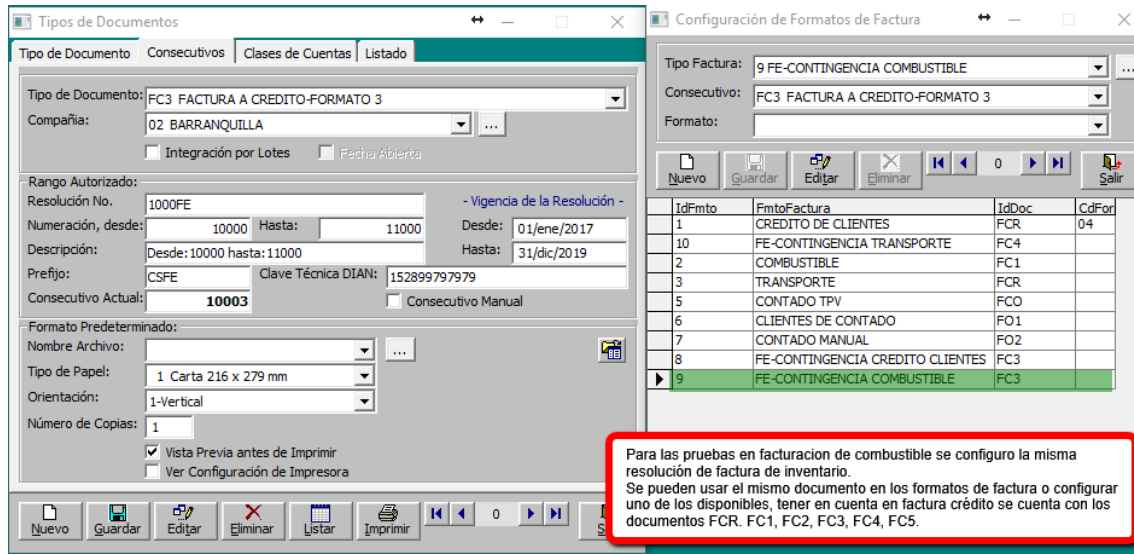 Tipos de Documentos
Tipo de Documento Consecutivos Clases de Cuentas Listado
Tipo de Documento: FC3 FACTURA A CREDITO-FORMATO 3
Compañia: 02 BARRANQUILLA ...
Integración por Lotes Fecha Abierta
Rango Autorizado:
Resolución No. 1000FE - Vigencia de la Resolución -
Numeración, desde: 10000 Hasta: 11000 Desde: 01/ene/2017
Descripción: Desde:10000 hasta:11000 Hasta: 31/dic/2019
Prefijo: CSFE Clave Técnica DIAN: 152899797979
Consecutivo Actual: 10003 Consecutivo Manual
Formato Predeterminado:
Nombre Archivo: ...
Tipo de Papel: 1 Carta 216 x 279 mm
Orientación: 1-Vertical
Número de Copias: 1
Vista Previa antes de Imprimir
Ver Configuración de Impresora
Nuevo Guardar Editar Eliminar Listar Imprimir 0
Configuración de Formatos de Factura
Tipo Factura: 9 FE-CONTINGENCIA COMBUSTIBLE ...
Consecutivo: FC3 FACTURA A CREDITO-FORMATO 3
Formato:
Nuevo Guardar Editar Eliminar 0 Salir
IdFmto FmtoFactura IdDoc CdFor
1 CREDITO DE CLIENTES FCR 04
10 FE-CONTINGENCIA TRANSPORTE FC4
2 COMBUSTIBLE FC1
3 TRANSPORTE FCR
5 CONTADO TPV FCO
6 CLIENTES DE CONTADO FO1
7 CONTADO MANUAL FO2
8 FE-CONTINGENCIA CREDITO CLIENTES FC3
9 FE-CONTINGENCIA COMBUSTIBLE FC3
Para las pruebas en facturacion de combustible se configuro la misma
resolución de factura de inventario.
Se pueden usar el mismo documento en los formatos de factura o configurar
uno de los disponibles, tener en cuenta en factura crédito se cuenta con los
documentos FCR. FC1, FC2, FC3, FC4, FC5.